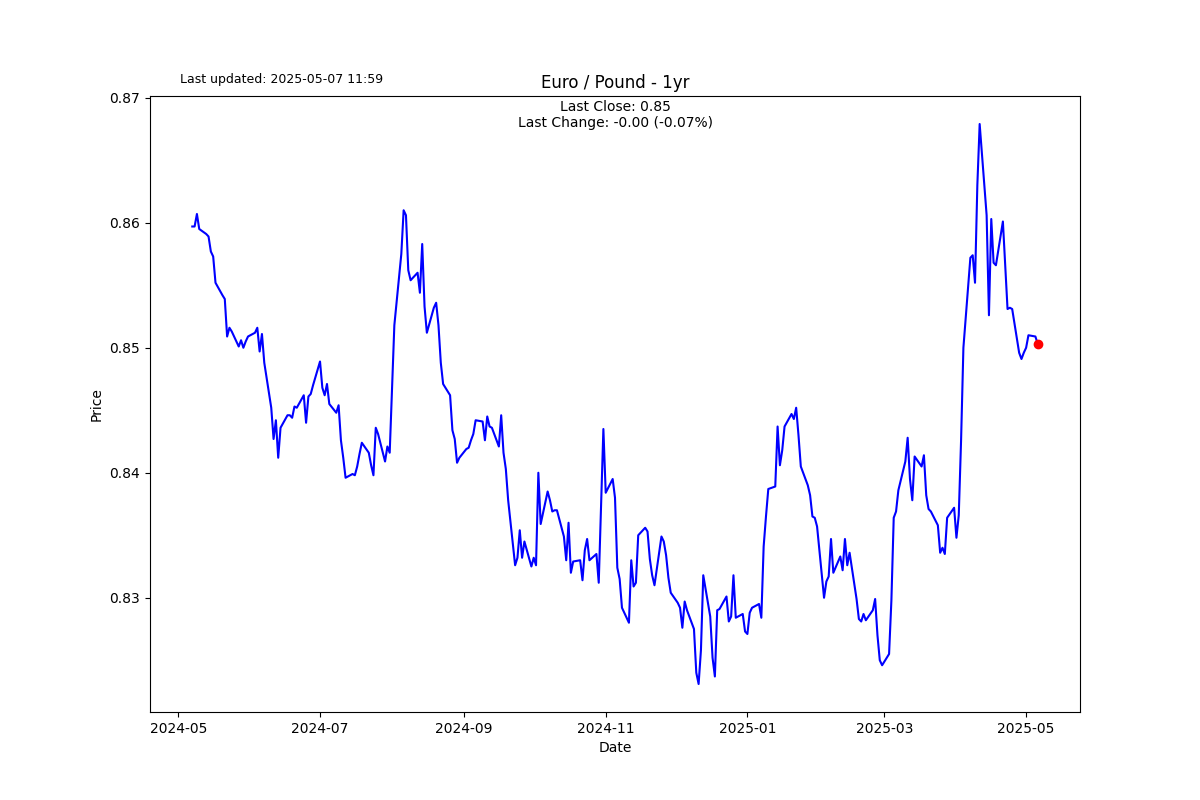 Last updated: 2025-05-07 11:59
Euro / Pound - 1yr
Last Close: 0.85
Last Change: -0.00 (-0.07%)
0.87
0.86
0.85
0.84
0.83
Price
2024-05
2024-07
2024-09
2024-11
2025-01
2025-03
2025-05
Date